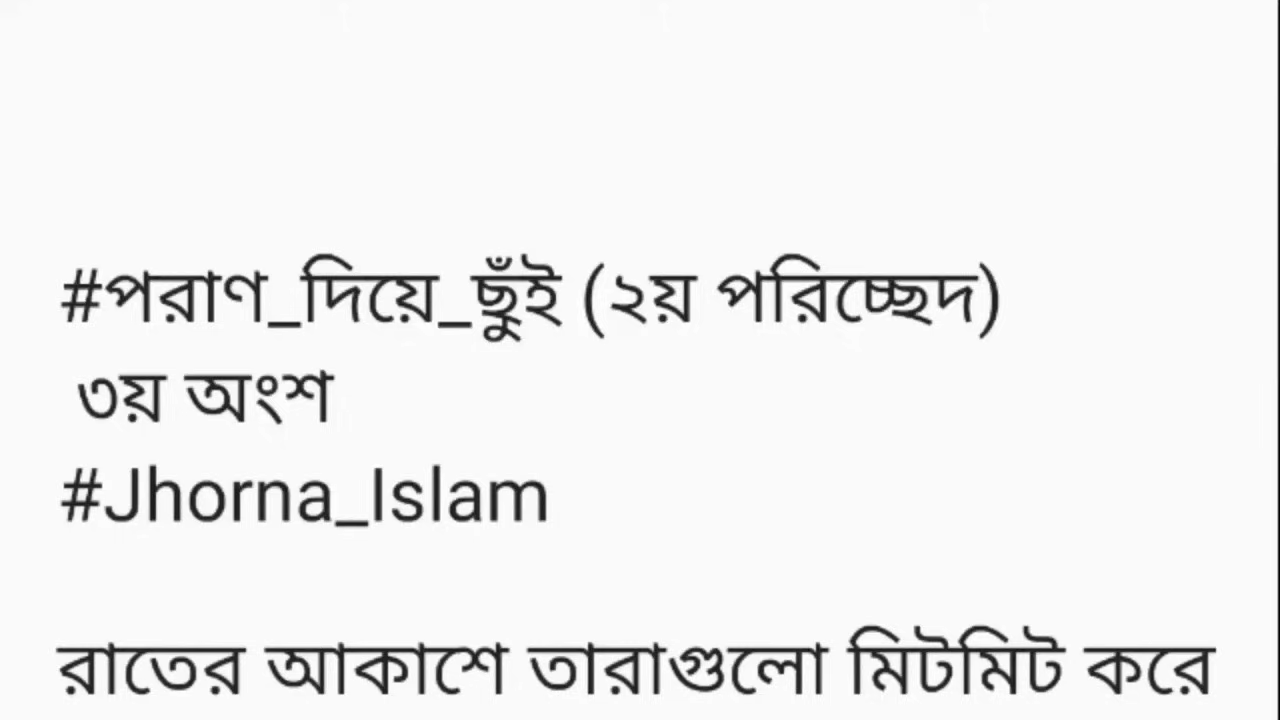 #পরাণ_দিয়ে_ছুঁই (২য় পরিচ্ছেদ)
৩য় অংশ
#Jhorna_Islam
রাতের আকাশে তারাগুলো মিটমিট করে